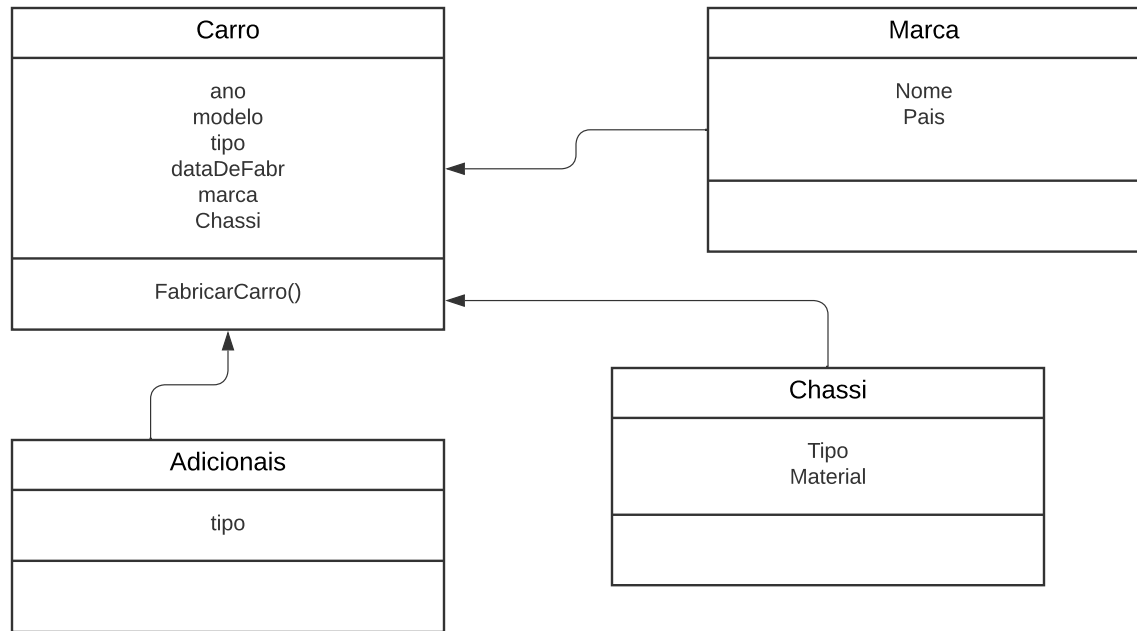 Carro
ano
modelo
tipo
dataDeFabr
marca
Chassi
FabricarCarro()
Marca
Nome
Pais
Adicionais
tipo
Chassi
Tipo
Material